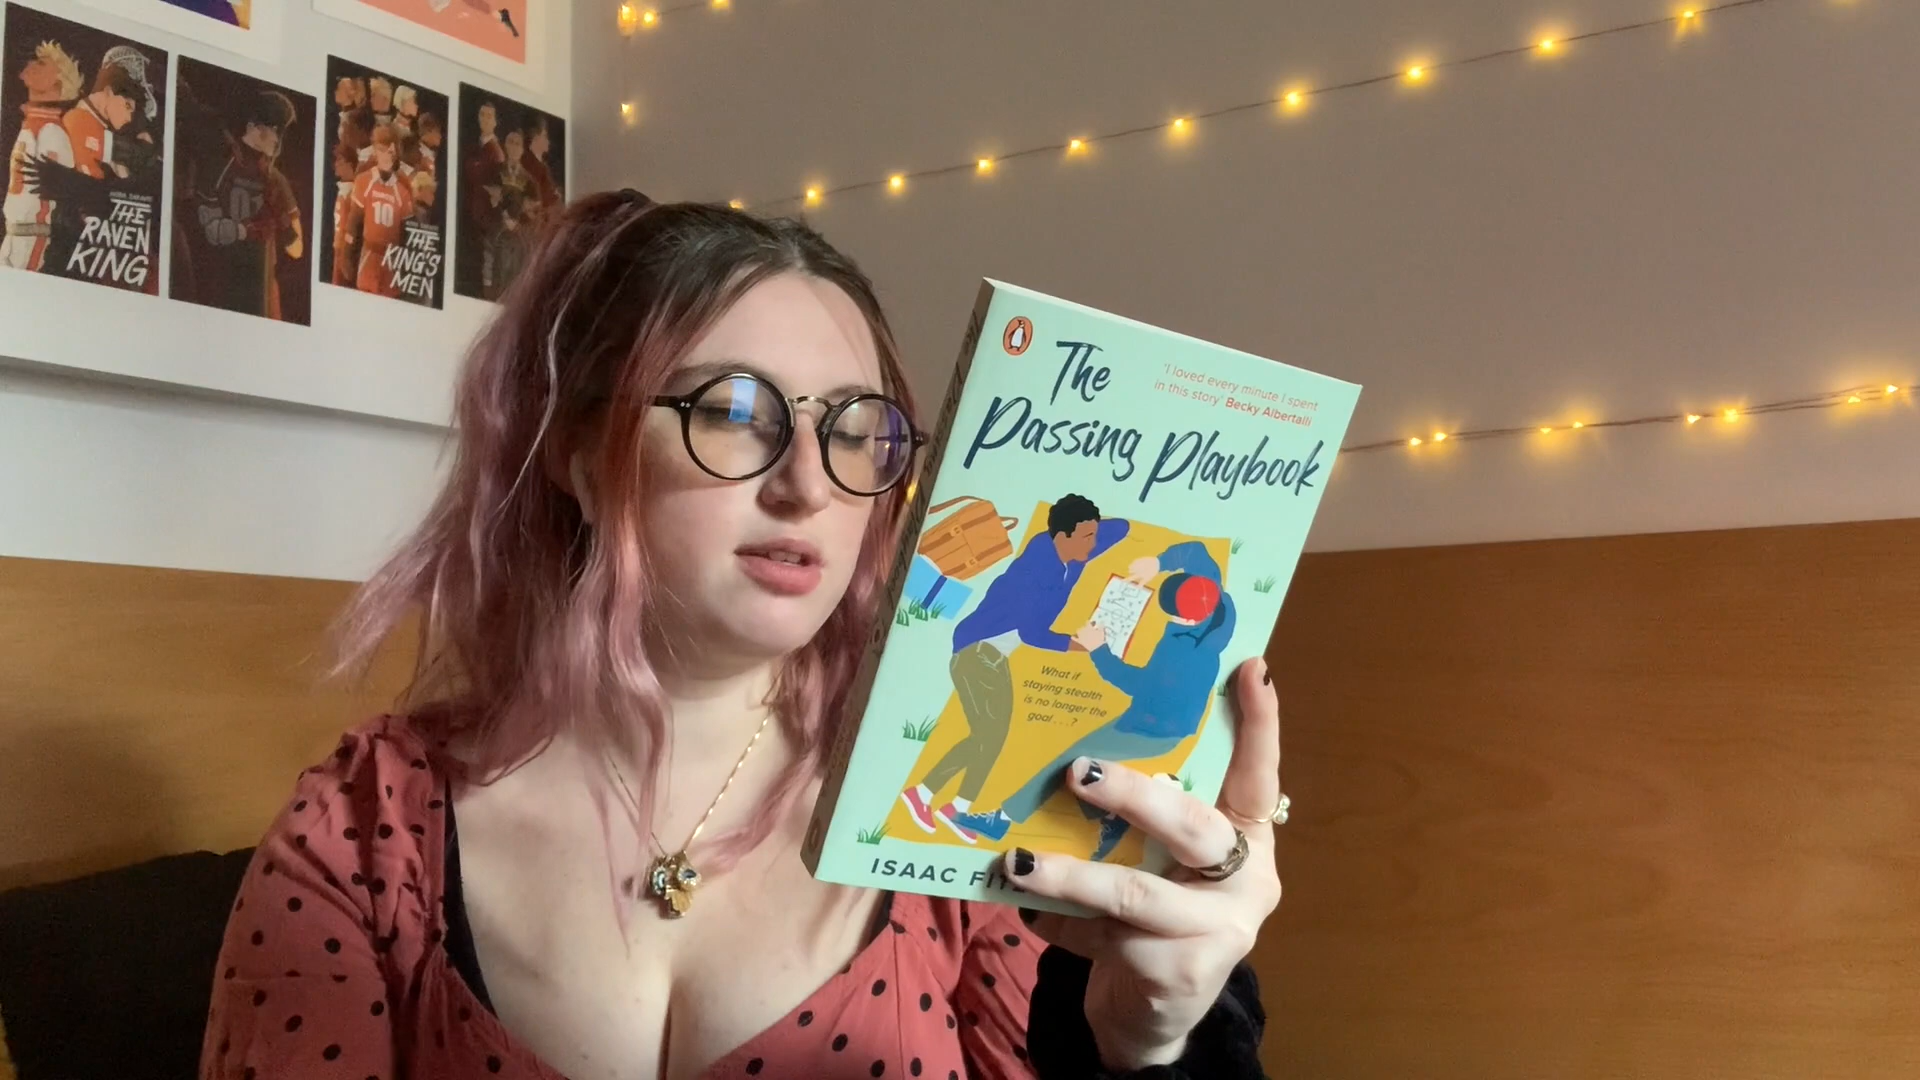 THE
RAVEN
KING
10
THE
KING'S
MEN
The
Passing Playbook
'I loved every minute I spent
in this story' Becky Albertalli
What if
staying stealth
is no longer the
goal...?
ISAAC